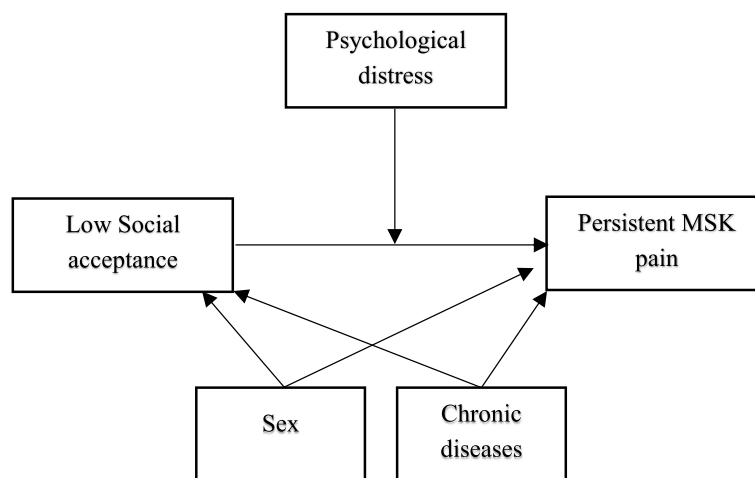 Psychological
distress
Low Social
acceptance
Persistent MSK
pain
Sex
Chronic
diseases